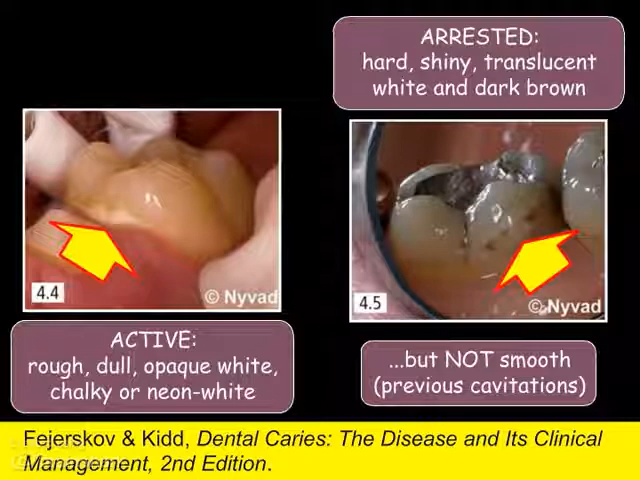 ARRESTED:
hard, shiny, translucent
white and dark brown
4.4
© Nyvad
4.5
© Nyvad
ACTIVE:
rough, dull, opaque white,
chalky or neon-white
...but NOT smooth
(previous cavitations)
Fejerskov & Kidd, Dental Caries: The Disease and Its Clinical
Management, 2nd Edition.